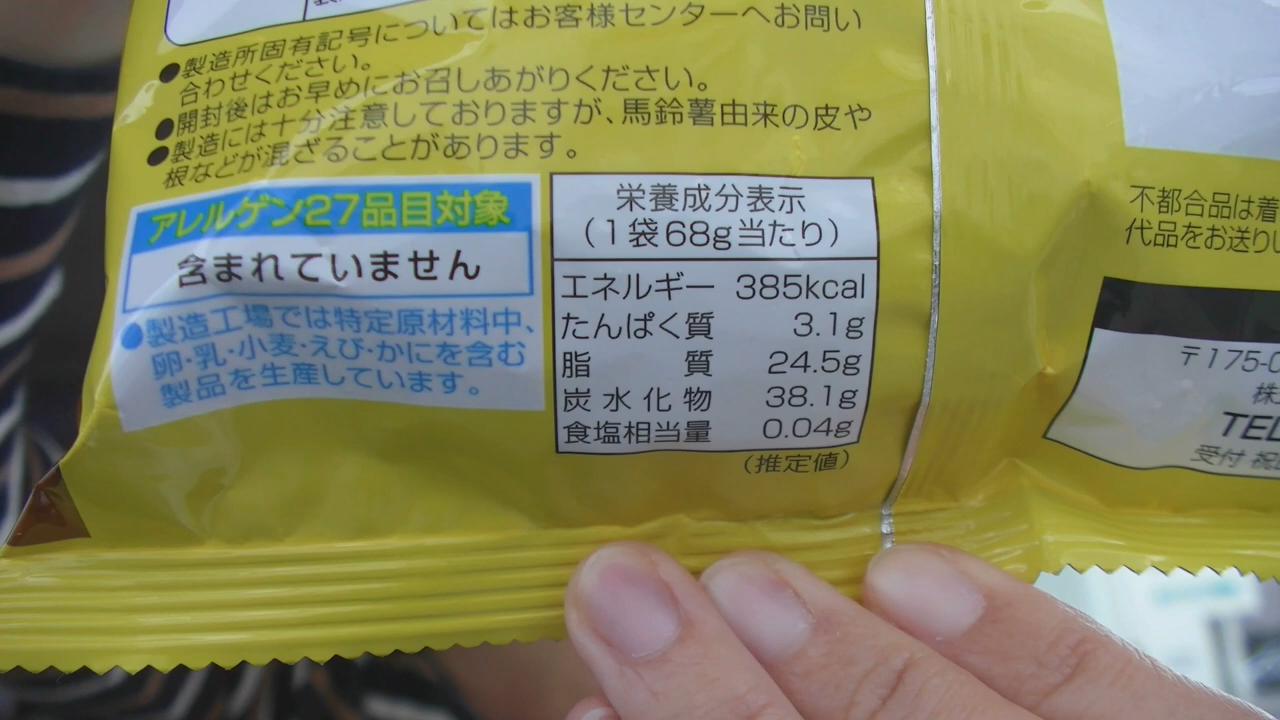 ●製造所固有記号についてはお客様センターへお問い
合わせください。
●開封後はお早めにお召しあがりください。
●製造には十分注意しておりますが、馬鈴薯由来の皮や
根などが混ざることがあります。
アレルゲン27品目対象
含まれていません
●製造工場では特定原材料中、
卵・乳・小麦・えび・かにを含む
製品を生産しています。
栄養成分表示
(1袋68g当たり)
エネルギー 385kcal
たんぱく質 3.1g
脂質 24.5g
炭水化物 38.1g
食塩相当量 0.04g
(推定値)
不都合品は着
代品をお送りし
〒175-0
株
TEL
受付 祝